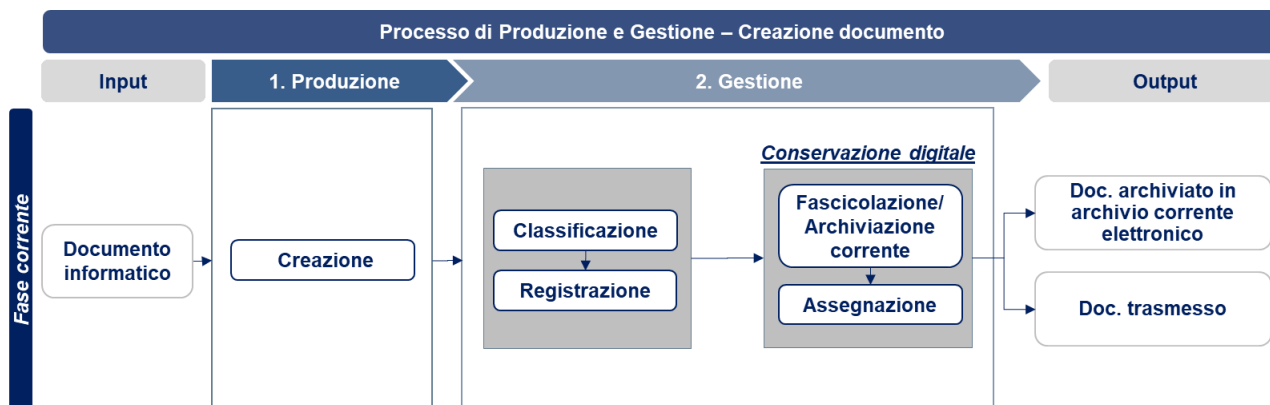 Processo di Produzione e Gestione – Creazione documento
Input
1. Produzione
2. Gestione
Output
Fase corrente
Documento
informatico
Creazione
Classificazione
Registrazione
Conservazione digitale
Fascicolazione/
Archiviazione
corrente
Assegnazione
Doc. archiviato in
archivio corrente
elettronico
Doc. trasmesso